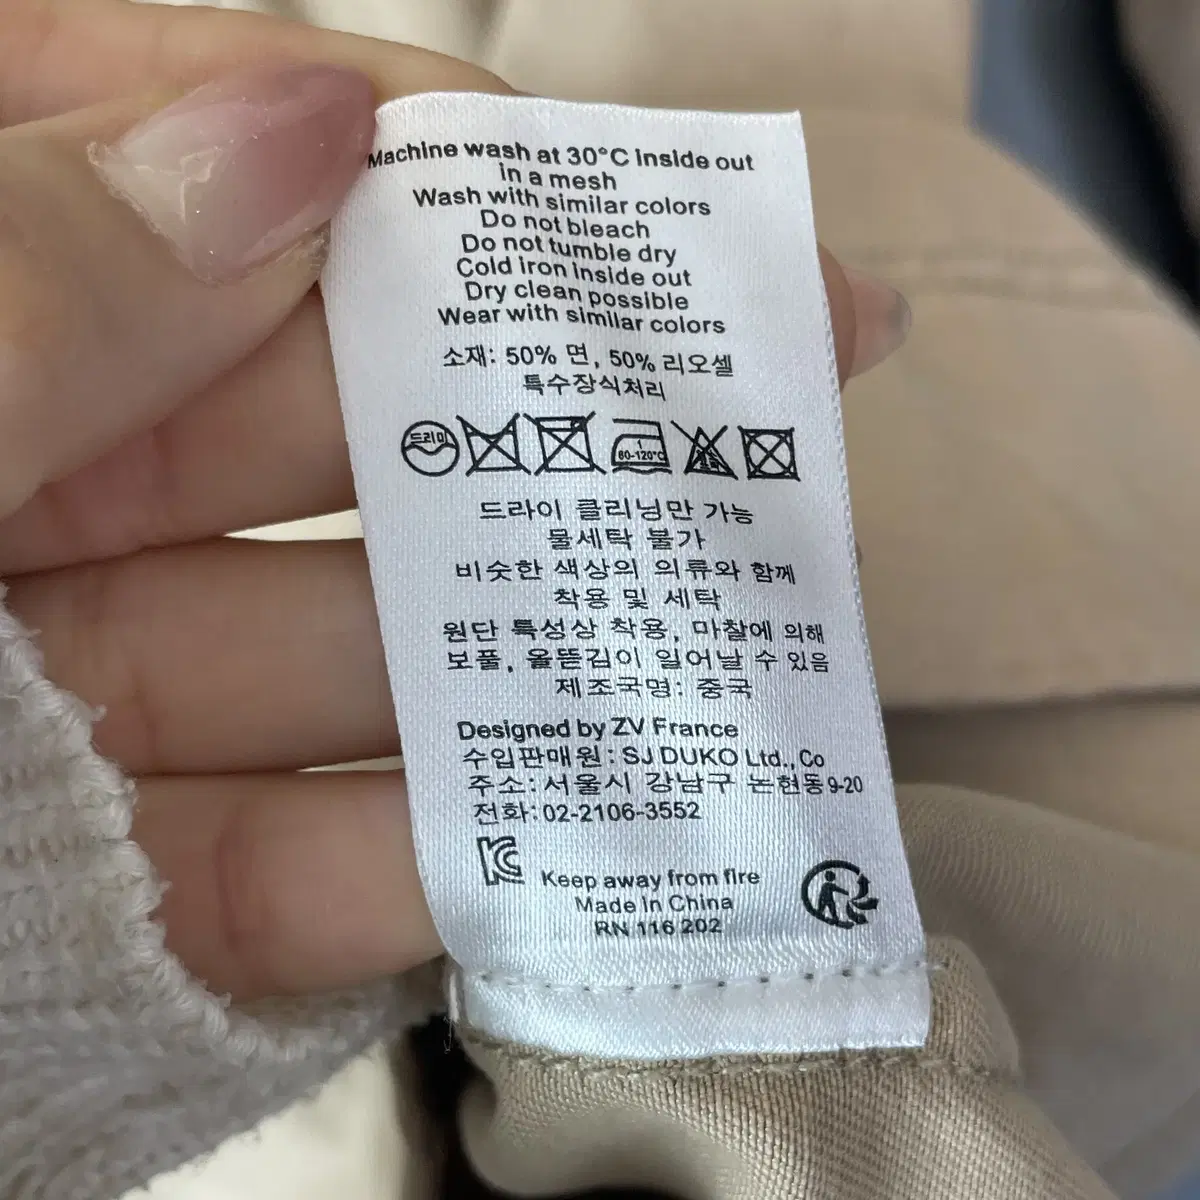 Machine wash at 30°C inside out
in a mesh
Wash with similar colors
Do not bleach
Do not tumble dry
Cold iron inside out
Dry clean possible
Wear with similar colors
소재: 50% 면, 50% 리오셀
특수장식처리
드라이
1
80-120°C
드라이 클리닝만 가능
물세탁 불가
비슷한 색상의 의류와 함께
착용 및 세탁
원단 특성상 착용, 마찰에 의해
보풀, 올뜯김이 일어날 수 있음
제조국명: 중국
Designed by ZV France
수입판매원: SJ DUKO Ltd., Co
주소: 서울시 강남구 논현동 9-20
전화: 02-2106-3552
KC
Keep away from fire
Made in China
RN 116 202